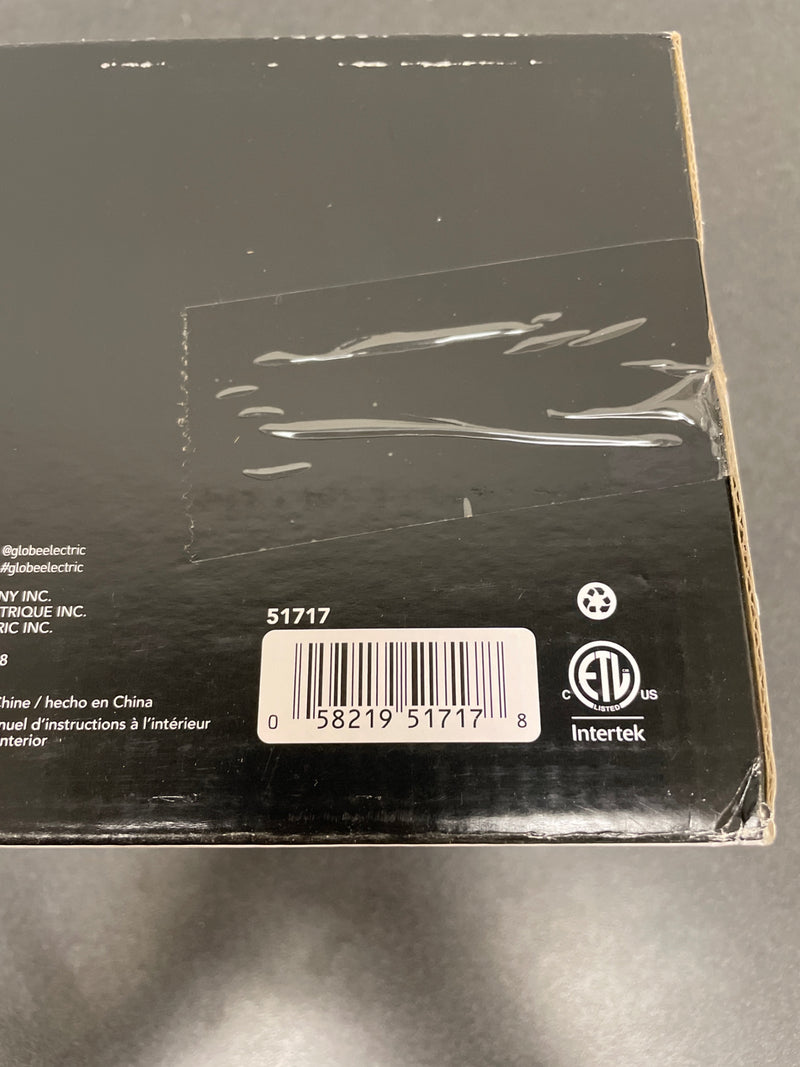 @globeelectric
#globeelectric
NY INC.
TRIQUE INC.
RIC INC.
8
Chine / hecho en China
nuel d'instructions à l'intérieur
nterior
51717
0 58219 51717 8
ETL
C US
LISTED
Intertek